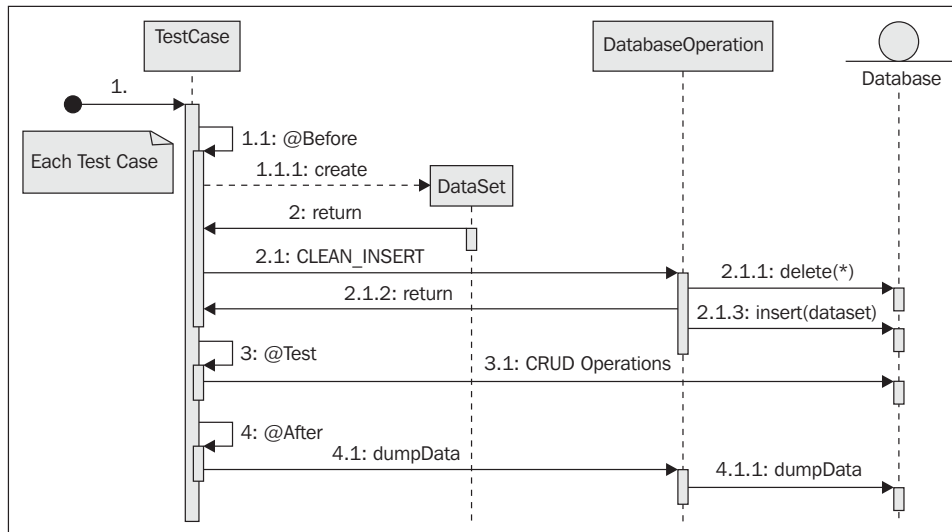 TestCase
DatabaseOperation
Database
1.
Each Test Case
1.1: @Before
1.1.1: create
DataSet
2: return
2.1: CLEAN_INSERT
2.1.1: delete(*)
2.1.2: return
2.1.3: insert(dataset)
3: @Test
3.1: CRUD Operations
4: @After
4.1: dumpData
4.1.1: dumpData